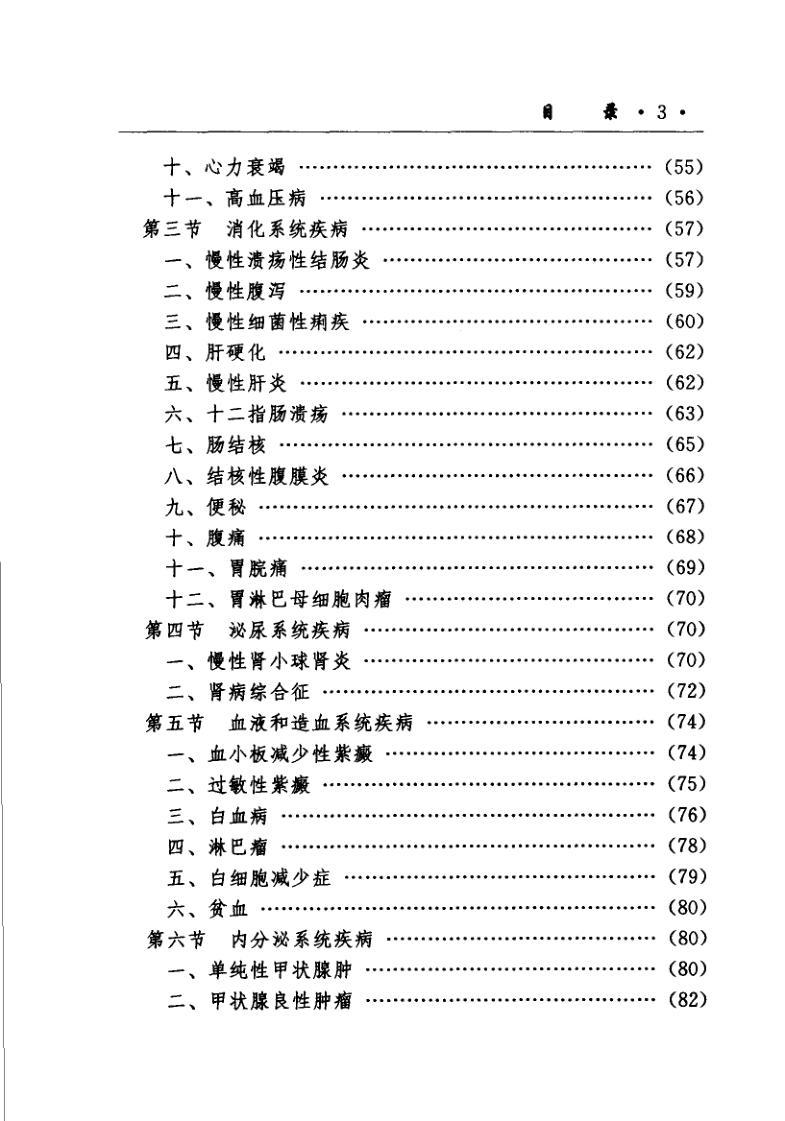 目 录 • 3 •
十、心力衰竭 …………………………………………… (55)
十一、高血压病 ………………………………………… (56)
第三节 消化系统疾病 …………………………………… (57)
一、慢性溃疡性结肠炎 ………………………………… (57)
二、慢性腹泻 …………………………………………… (59)
三、慢性细菌性痢疾 …………………………………… (60)
四、肝硬化 ……………………………………………… (62)
五、慢性肝炎 …………………………………………… (62)
六、十二指肠溃疡 ……………………………………… (63)
七、肠结核 ……………………………………………… (65)
八、结核性腹膜炎 ……………………………………… (66)
九、便秘 ………………………………………………… (67)
十、腹痛 ………………………………………………… (68)
十一、胃脘痛 …………………………………………… (69)
十二、胃淋巴母细胞肉瘤 ……………………………… (70)
第四节 泌尿系统疾病 …………………………………… (70)
一、慢性肾小球肾炎 …………………………………… (70)
二、肾病综合征 ………………………………………… (72)
第五节 血液和造血系统疾病 …………………………… (74)
一、血小板减少性紫癜 ………………………………… (74)
二、过敏性紫癜 ………………………………………… (75)
三、白血病 ……………………………………………… (76)
四、淋巴瘤 ……………………………………………… (78)
五、白细胞减少症 ……………………………………… (79)
六、贫血 ………………………………………………… (80)
第六节 内分泌系统疾病 ………………………………… (80)
一、单纯性甲状腺肿 …………………………………… (80)
二、甲状腺良性肿瘤 …………………………………… (82)